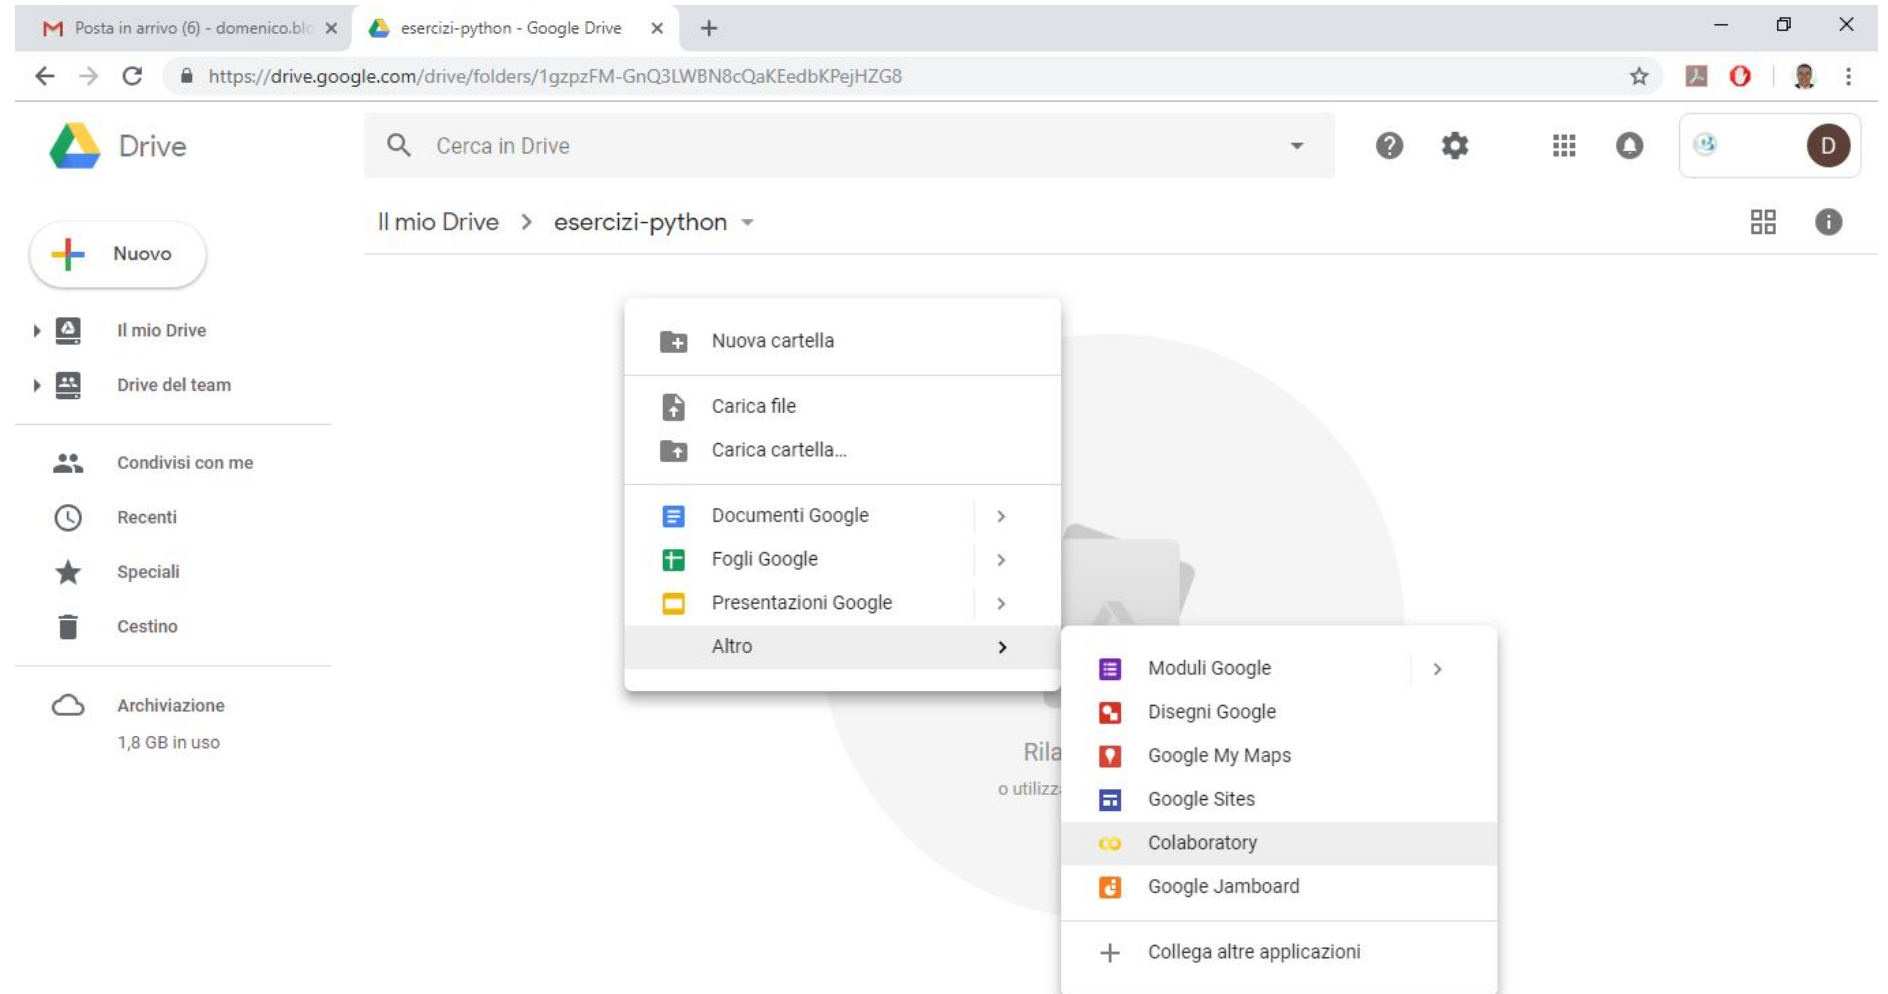 Posta in arrivo (6) - domenico.blo
esercizi-python - Google Drive
https://drive.google.com/drive/folders/1gzpzFM-GnQ3LWBN8cQaKEedbKPejHZG8
Drive
Cerca in Drive
D
Il mio Drive > esercizi-python
Nuovo
Il mio Drive
Drive del team
Condivisi con me
Recenti
Speciali
Cestino
Archiviazione
1,8 GB in uso
Nuova cartella
Carica file
Carica cartella...
Documenti Google
Fogli Google
Presentazioni Google
Altro
Rila
o utilizz
Moduli Google
Disegni Google
Google My Maps
Google Sites
Colaboratory
Google Jamboard
Collega altre applicazioni